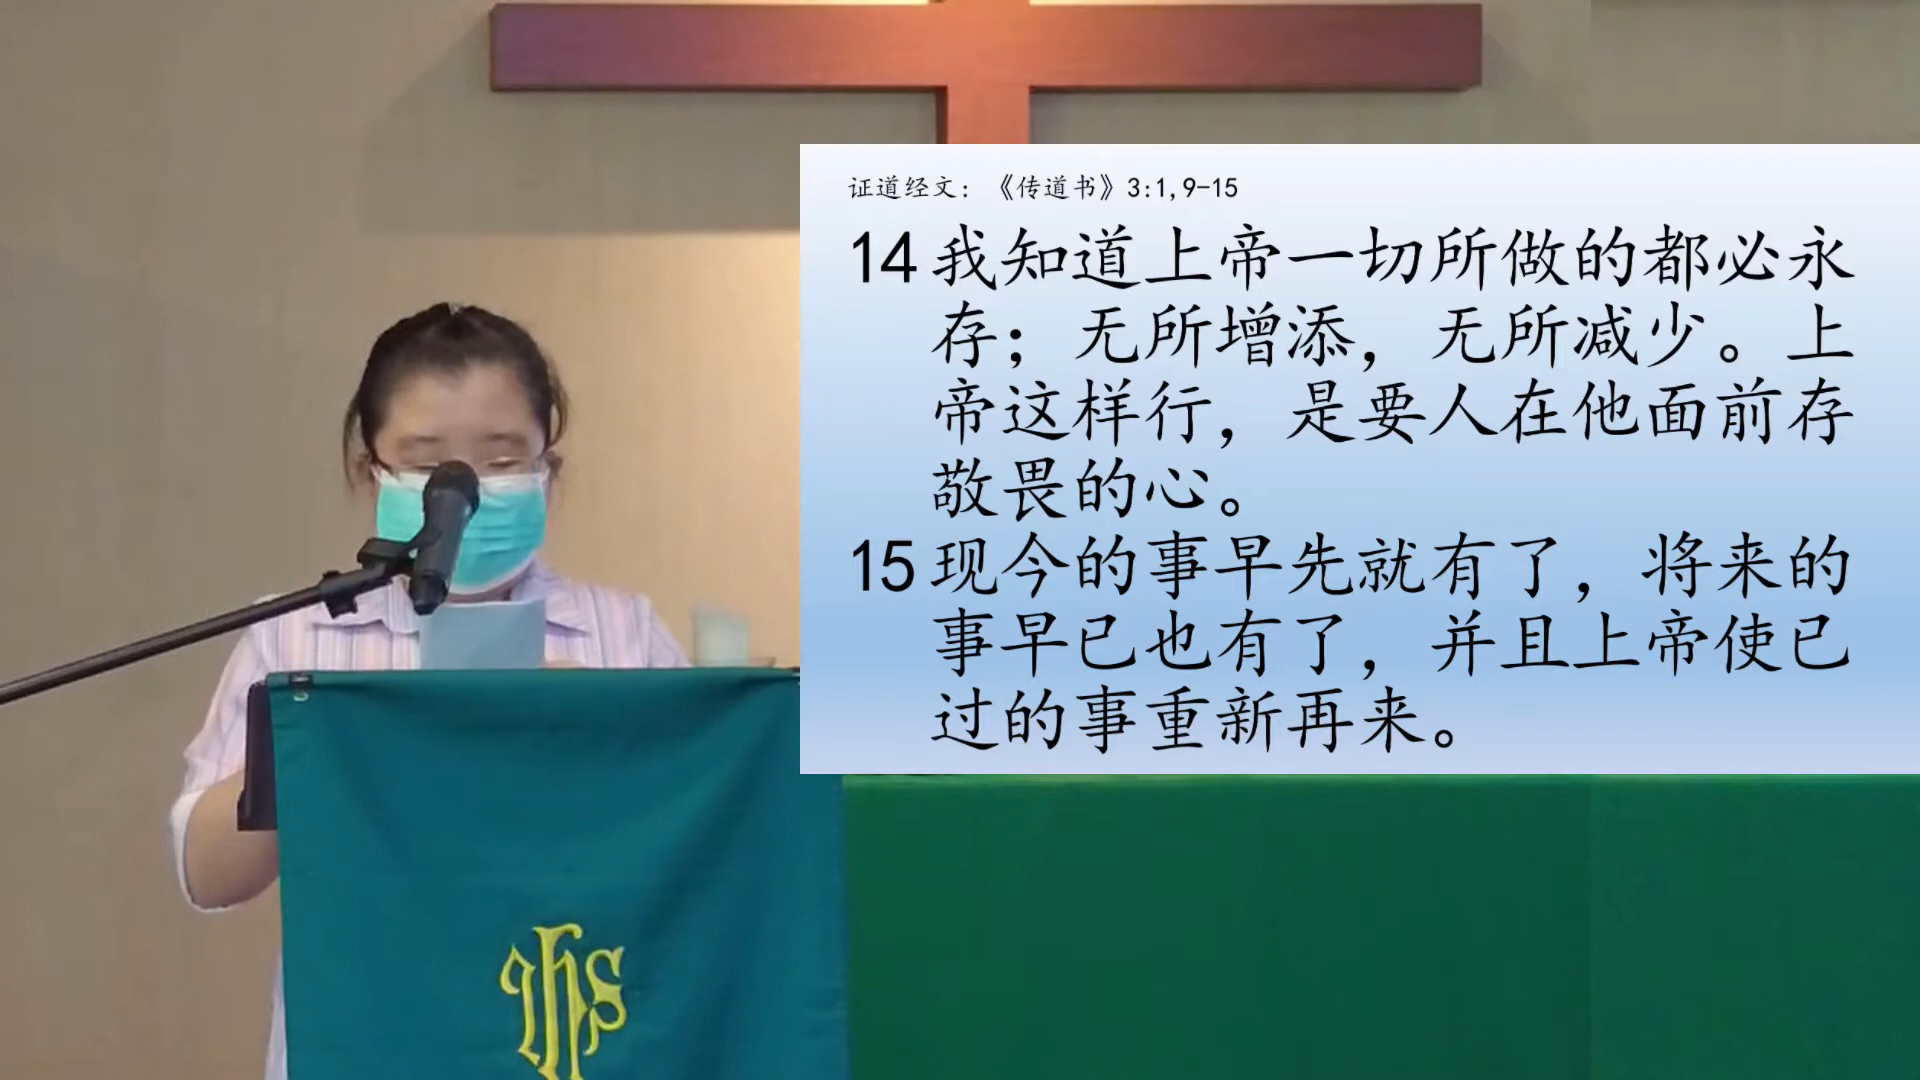 证道经文：《传道书》3:1,9-15
14 我知道上帝一切所做的都必永
存；无所增添，无所减少。上
帝这样行，是要人在他面前存
敬畏的心。
15 现今的事早先就有了，将来的
事早已也有了，并且上帝使已
过的事重新再来。
IHS